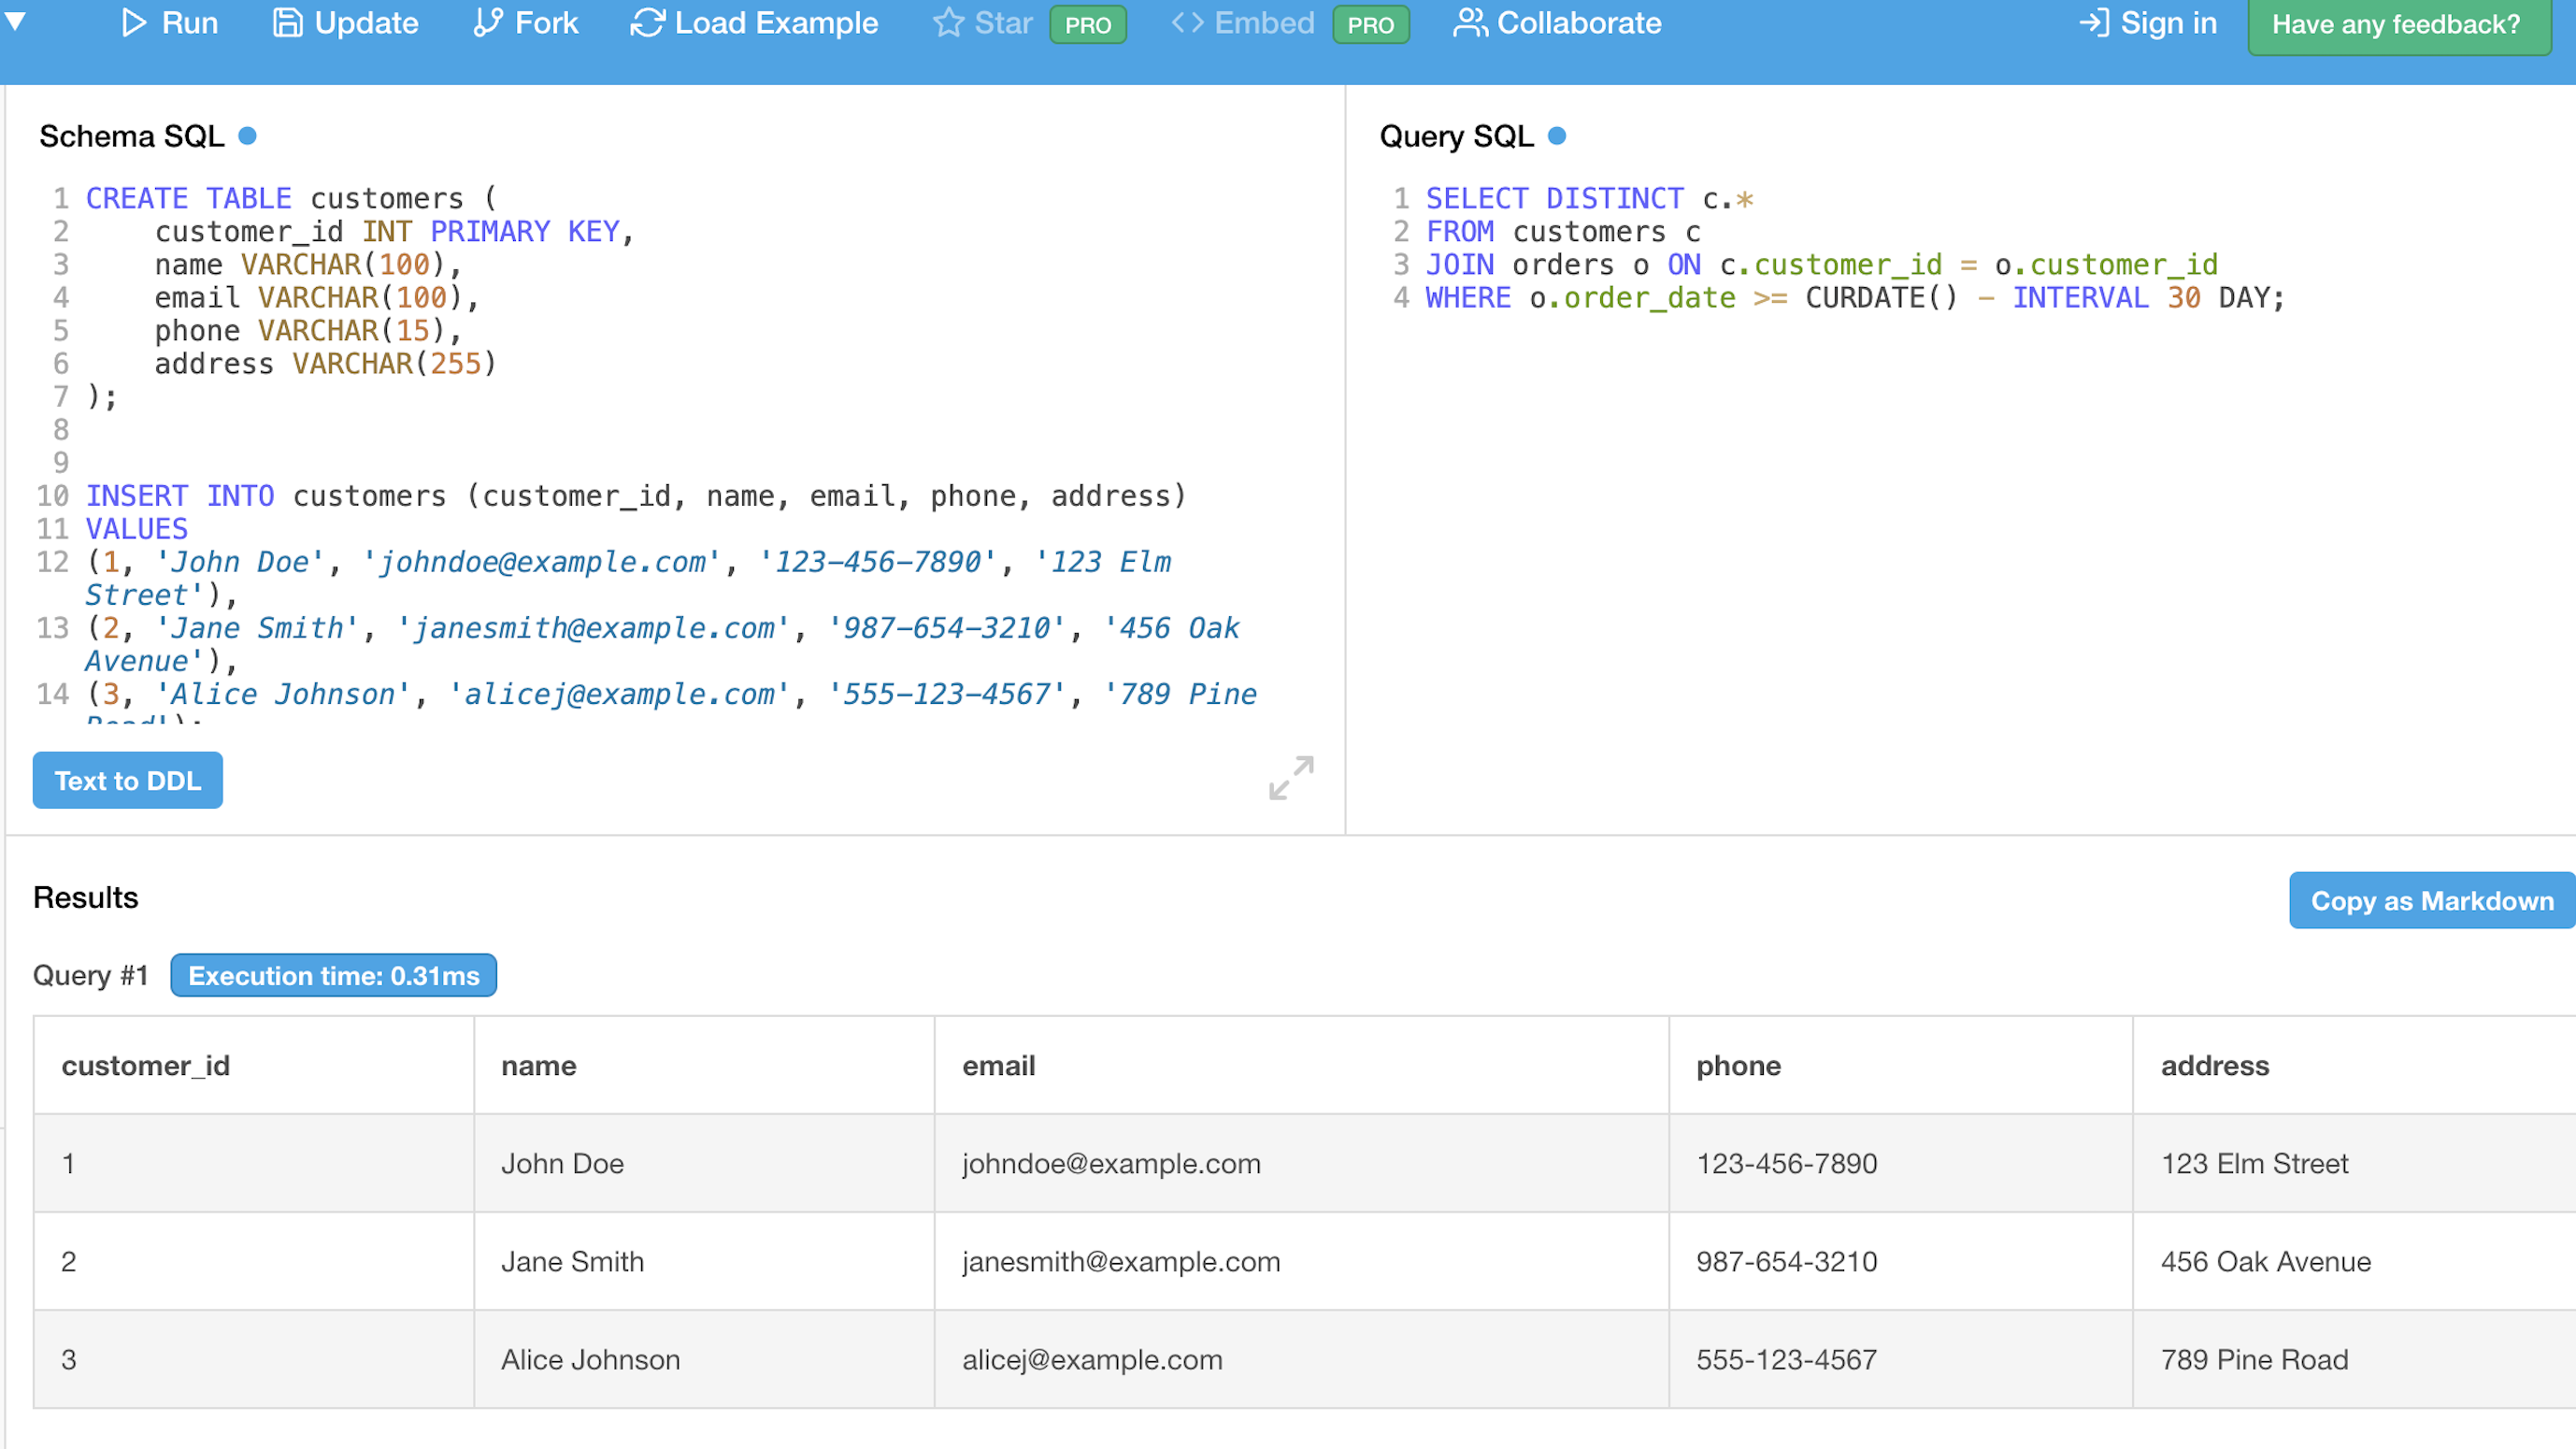 Run Update Fork Load Example Star PRO Embed PRO Collaborate Sign in Have any feedback?
Schema SQL
1 CREATE TABLE customers (
2 customer_id INT PRIMARY KEY,
3 name VARCHAR(100),
4 email VARCHAR(100),
5 phone VARCHAR(15),
6 address VARCHAR(255)
7 );
8
9
10 INSERT INTO customers (customer_id, name, email, phone, address)
11 VALUES
12 (1, 'John Doe', 'johndoe@example.com', '123-456-7890', '123 Elm
Street'),
13 (2, 'Jane Smith', 'janesmith@example.com', '987-654-3210', '456 Oak
Avenue'),
14 (3, 'Alice Johnson', 'alicej@example.com', '555-123-4567', '789 Pine
Road');
Text to DDL
Query SQL
1 SELECT DISTINCT c.*
2 FROM customers c
3 JOIN orders o ON c.customer_id = o.customer_id
4 WHERE o.order_date >= CURDATE() - INTERVAL 30 DAY;
Results
Copy as Markdown
Query #1 Execution time: 0.31ms
customer_id name email phone address
1 John Doe johndoe@example.com 123-456-7890 123 Elm Street
2 Jane Smith janesmith@example.com 987-654-3210 456 Oak Avenue
3 Alice Johnson alicej@example.com 555-123-4567 789 Pine Road